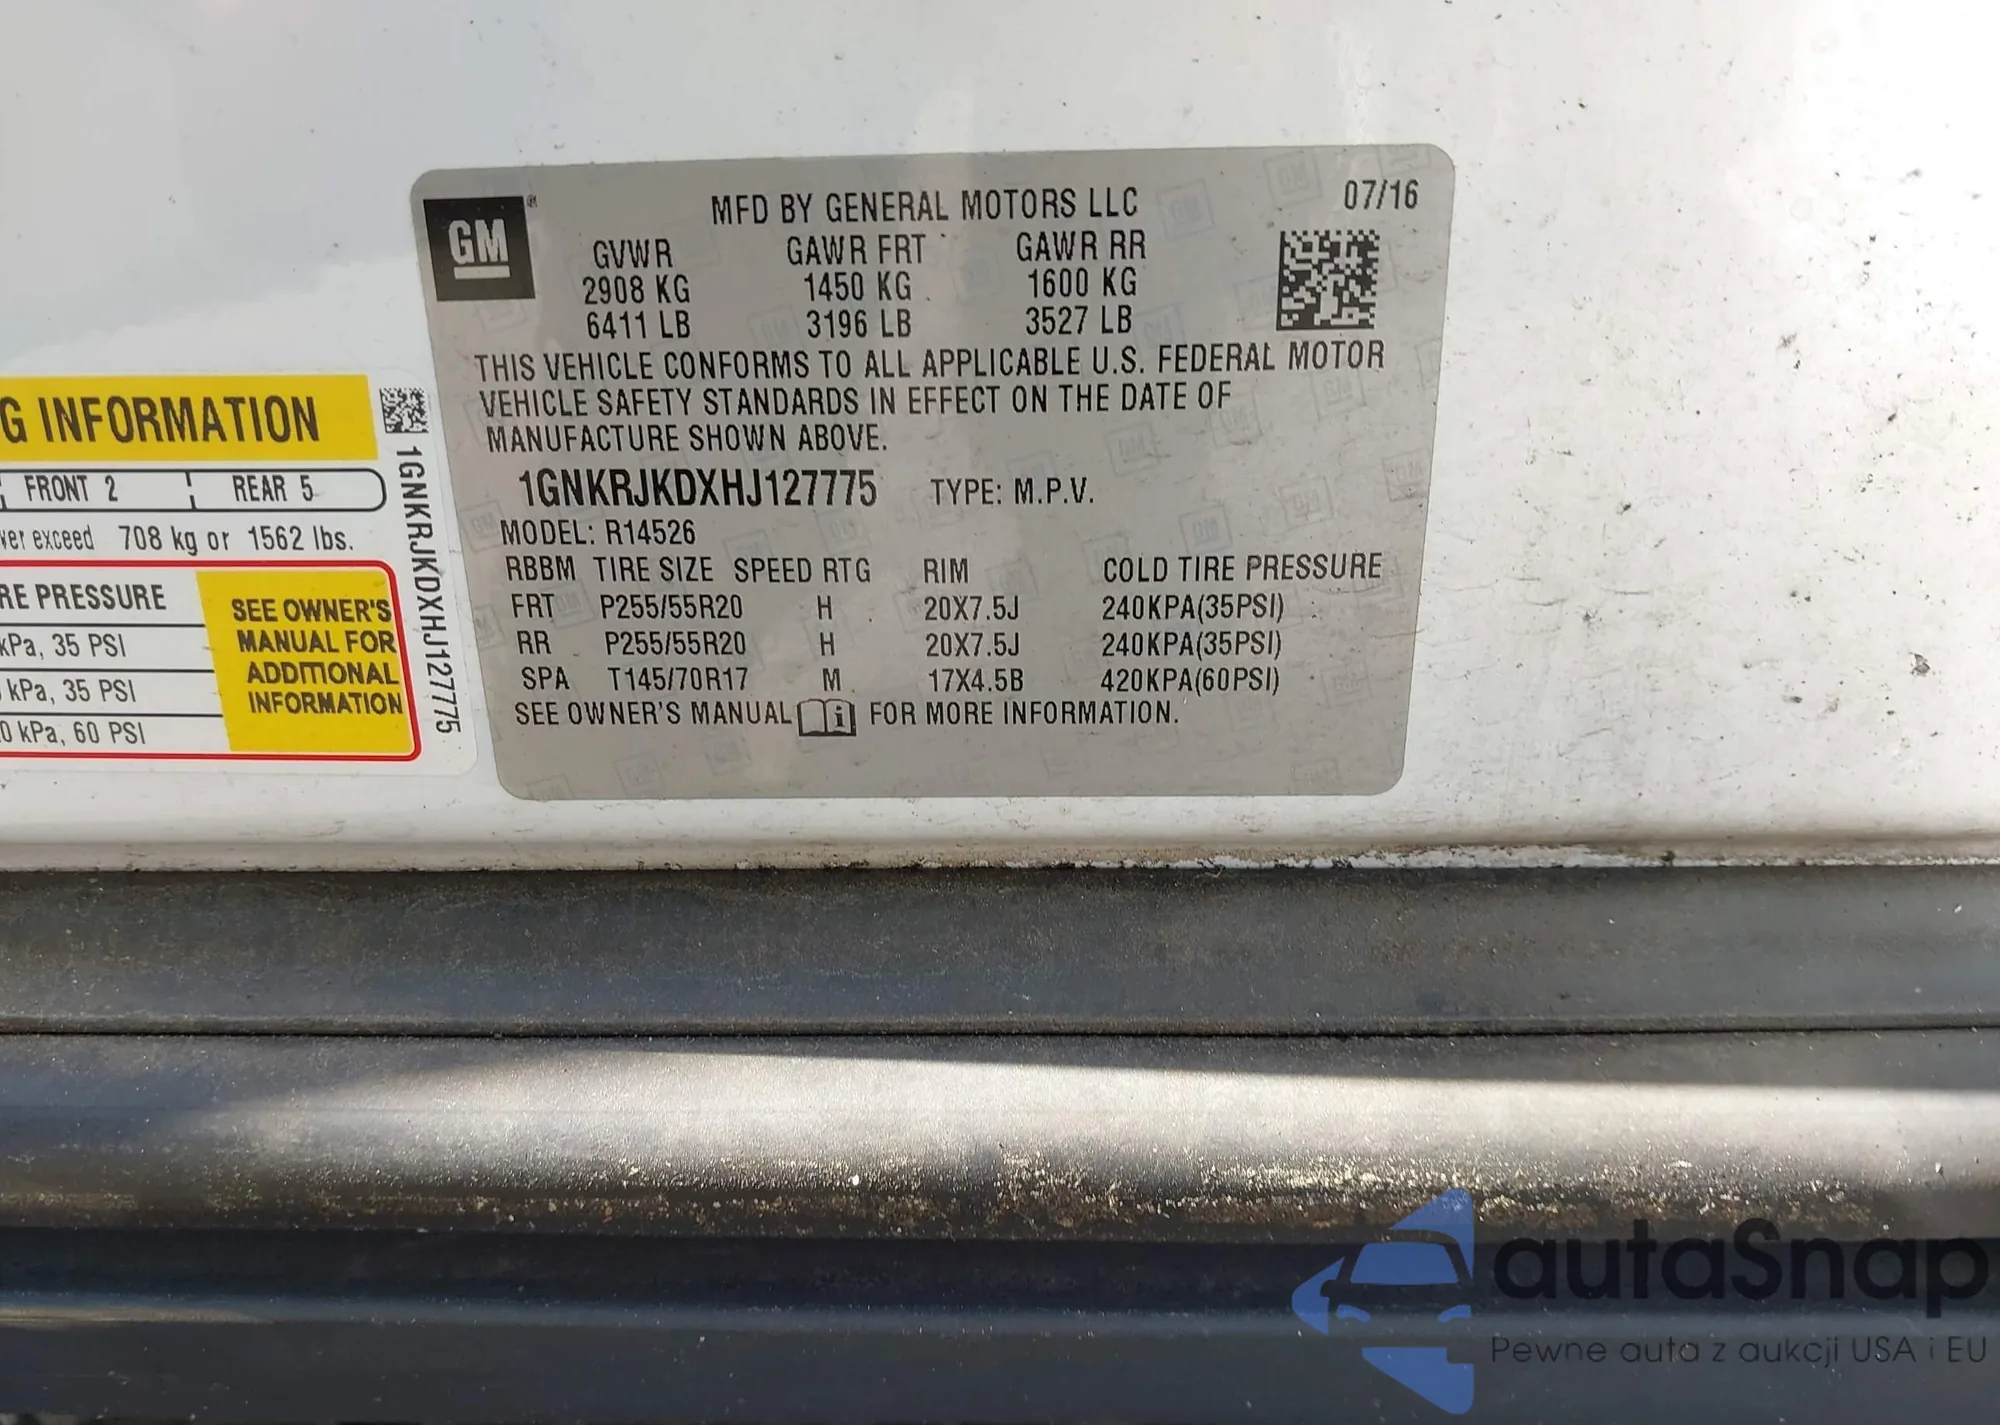 GM
MFD BY GENERAL MOTORS LLC 07/16
GVWR GAWR FRT GAWR RR
2908 KG 1450 KG 1600 KG
6411 LB 3196 LB 3527 LB
THIS VEHICLE CONFORMS TO ALL APPLICABLE U.S. FEDERAL MOTOR
VEHICLE SAFETY STANDARDS IN EFFECT ON THE DATE OF
MANUFACTURE SHOWN ABOVE.
1GNKRJKDXHJ127775 TYPE: M.P.V.
MODEL: R14526
RBBM TIRE SIZE SPEED RTG RIM COLD TIRE PRESSURE
FRT P255/55R20 H 20X7.5J 240KPA(35PSI)
RR P255/55R20 H 20X7.5J 240KPA(35PSI)
SPA T145/70R17 M 17X4.5B 420KPA(60PSI)
SEE OWNER'S MANUAL i FOR MORE INFORMATION.
G INFORMATION
FRONT 2 REAR 5
ver exceed 708 kg or 1562 lbs.
RE PRESSURE
kPa, 35 PSI
kPa, 35 PSI
0 kPa, 60 PSI
SEE OWNER'S
MANUAL FOR
ADDITIONAL
INFORMATION
1GNKRJKDXHJ127775
autaSnap
Pewne auta z aukcji USA i EU